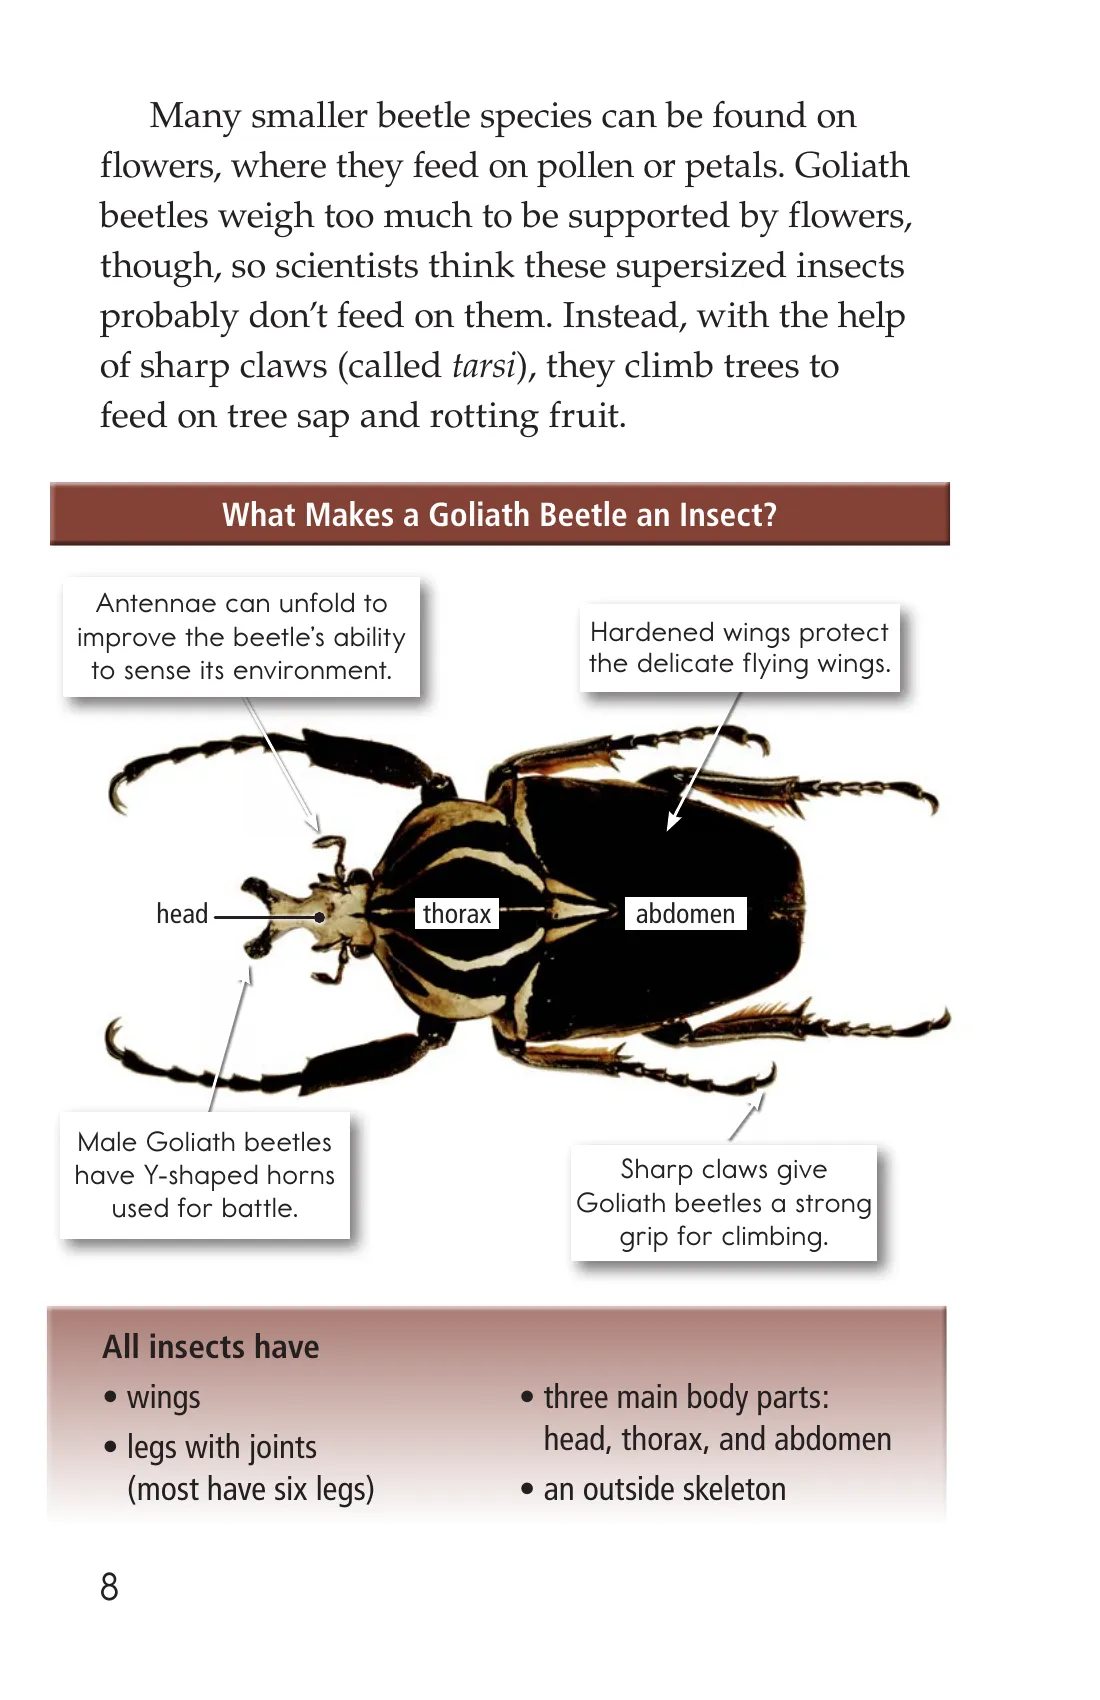 Many smaller beetle species can be found on
flowers, where they feed on pollen or petals. Goliath
beetles weigh too much to be supported by flowers,
though, so scientists think these supersized insects
probably don’t feed on them. Instead, with the help
of sharp claws (called tarsi), they climb trees to
feed on tree sap and rotting fruit.
What Makes a Goliath Beetle an Insect?
Antennae can unfold to
improve the beetle’s ability
to sense its environment.
Hardened wings protect
the delicate flying wings.
head
thorax
abdomen
Male Goliath beetles
have Y-shaped horns
used for battle.
Sharp claws give
Goliath beetles a strong
grip for climbing.
All insects have
• wings
• legs with joints
(most have six legs)
• three main body parts:
head, thorax, and abdomen
• an outside skeleton
8